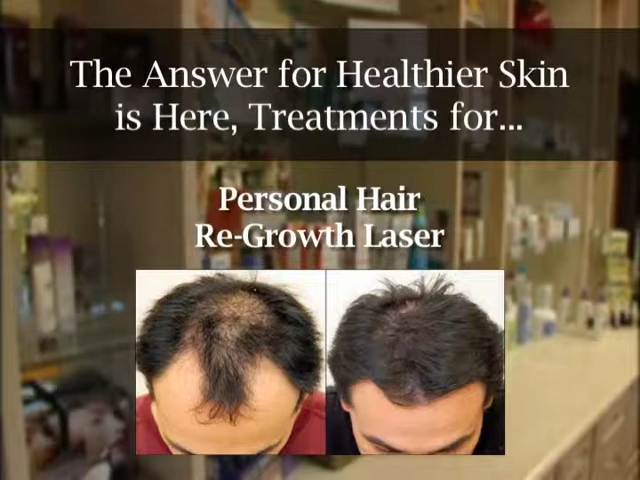 The Answer for Healthier Skin
is Here, Treatments for...
Personal Hair
Re-Growth Laser